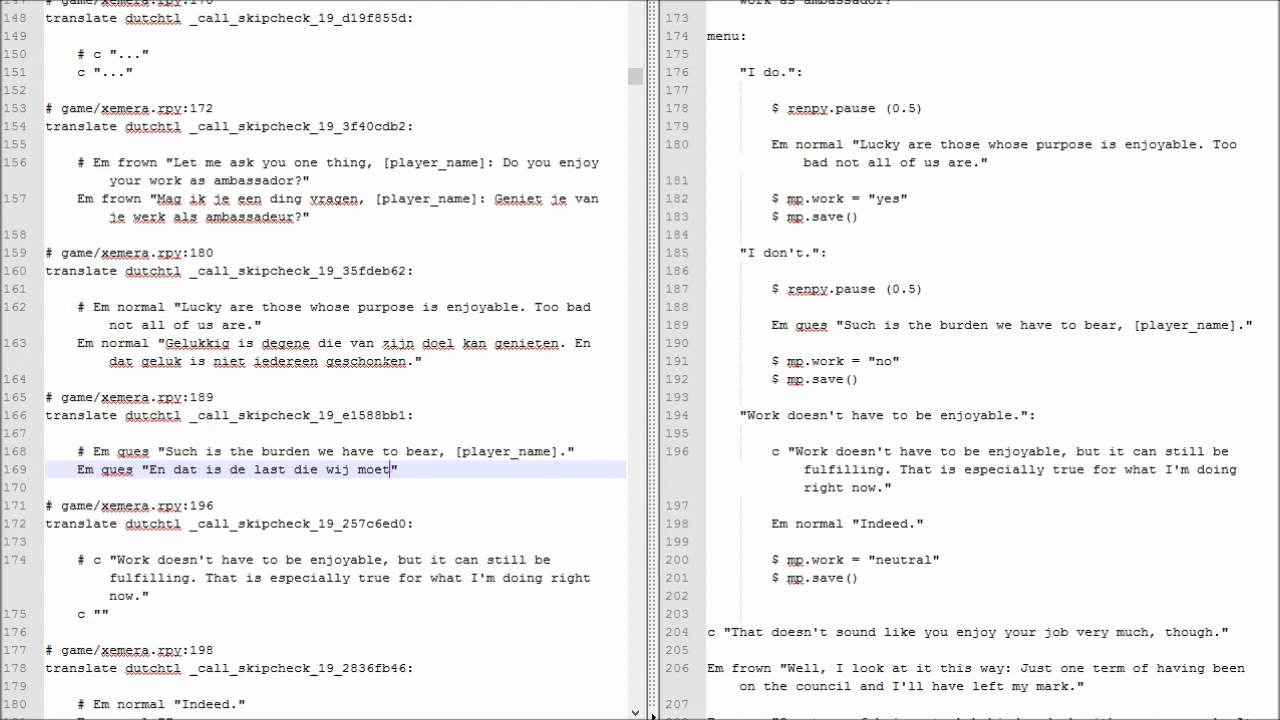 147 # game/xemera.rpy:170
148 translate dutchtl _call_skipcheck_19_d19f855d:
149
150 # c "..."
151 c "..."
152
153 # game/xemera.rpy:172
154 translate dutchtl _call_skipcheck_19_3f40cdb2:
155
156 # Em frown "Let me ask you one thing, [player_name]: Do you enjoy
your work as ambassador?"
157 Em frown "Mag ik je een ding vragen, [player_name]: Geniet je van
je werk als ambassadeur?"
158
159 # game/xemera.rpy:180
160 translate dutchtl _call_skipcheck_19_35fdeb62:
161
162 # Em normal "Lucky are those whose purpose is enjoyable. Too bad
not all of us are."
163 Em normal "Gelukkig is degene die van zijn doel kan genieten. En
dat geluk is niet iedereen geschonken."
164
165 # game/xemera.rpy:189
166 translate dutchtl _call_skipcheck_19_e1588bb1:
167
168 # Em ques "Such is the burden we have to bear, [player_name]."
169 Em ques "En dat is de last die wij moet"
170
171 # game/xemera.rpy:196
172 translate dutchtl _call_skipcheck_19_257c6ed0:
173
174 # c "Work doesn't have to be enjoyable, but it can still be
fulfilling. That is especially true for what I'm doing right
now."
175 c ""
176
177 # game/xemera.rpy:198
178 translate dutchtl _call_skipcheck_19_2836fb46:
179
180 # Em normal "Indeed."
work as ambassador?"
173
174 menu:
175
176 "I do.":
177
178 $ renpy.pause (0.5)
179
180 Em normal "Lucky are those whose purpose is enjoyable. Too
bad not all of us are."
181
182 $ mp.work = "yes"
183 $ mp.save()
184
185 "I don't.":
186
187 $ renpy.pause (0.5)
188
189 Em ques "Such is the burden we have to bear, [player_name]."
190
191 $ mp.work = "no"
192 $ mp.save()
193
194 "Work doesn't have to be enjoyable.":
195
196 c "Work doesn't have to be enjoyable, but it can still be
fulfilling. That is especially true for what I'm doing
right now."
197
198 Em normal "Indeed."
199
200 $ mp.work = "neutral"
201 $ mp.save()
202
203
204 c "That doesn't sound like you enjoy your job very much, though."
205
206 Em frown "Well, I look at it this way: Just one term of having been
on the council and I'll have left my mark."
207